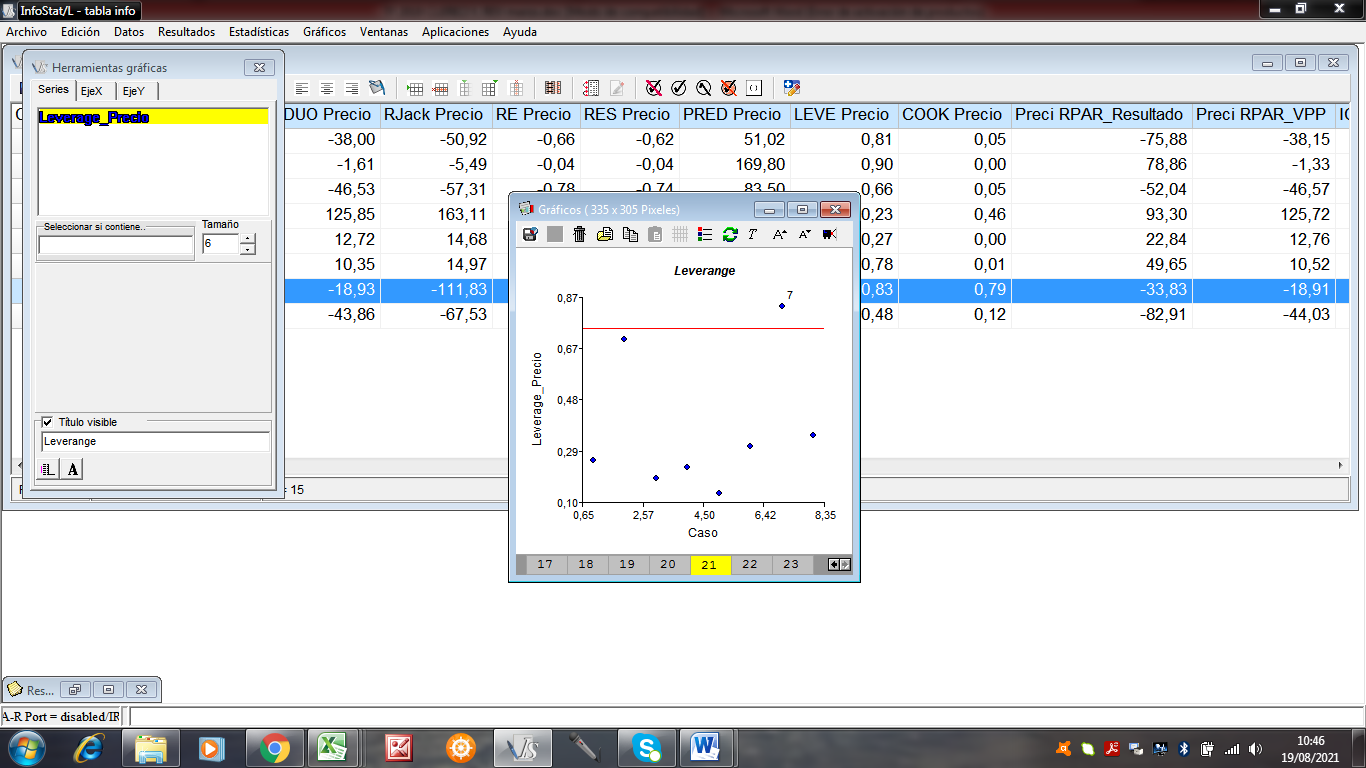 InfoStat/L - tabla info
Archivo Edición Datos Resultados Estadísticas Gráficos Ventanas Aplicaciones Ayuda
Herramientas gráficas
Series EjeX EjeY
Leverage_Precio
Seleccionar si contiene..
Tamaño
6
Título visible
Leverange
L A
DUO Precio RJack Precio RE Precio RES Precio PRED Precio LEVE Precio COOK Precio Preci RPAR_Resultado Preci RPAR_VPP
-38,00 -50,92 -0,66 -0,62 51,02 0,81 0,05 -75,88 -38,15
-1,61 -5,49 -0,04 -0,04 169,80 0,90 0,00 78,86 -1,33
-46,53 -57,31 -0,78 -0,74 83,50 0,66 0,05 -52,04 -46,57
125,85 163,11 0,23 0,46 93,30 125,72
12,72 14,68 0,27 0,00 22,84 12,76
10,35 14,97 0,78 0,01 49,65 10,52
-18,93 -111,83 0,83 0,79 -33,83 -18,91
-43,86 -67,53 0,48 0,12 -82,91 -44,03
= 15
Gráficos ( 335 x 305 Pixeles)
T A A
Leverange
7
0,87
0,67
0,48
0,29
0,10
Leverage_Precio
0,65 2,57 4,50 6,42 8,35
Caso
17 18 19 20 21 22 23
Res...
A-R Port = disabled/IR
10:46
19/08/2021